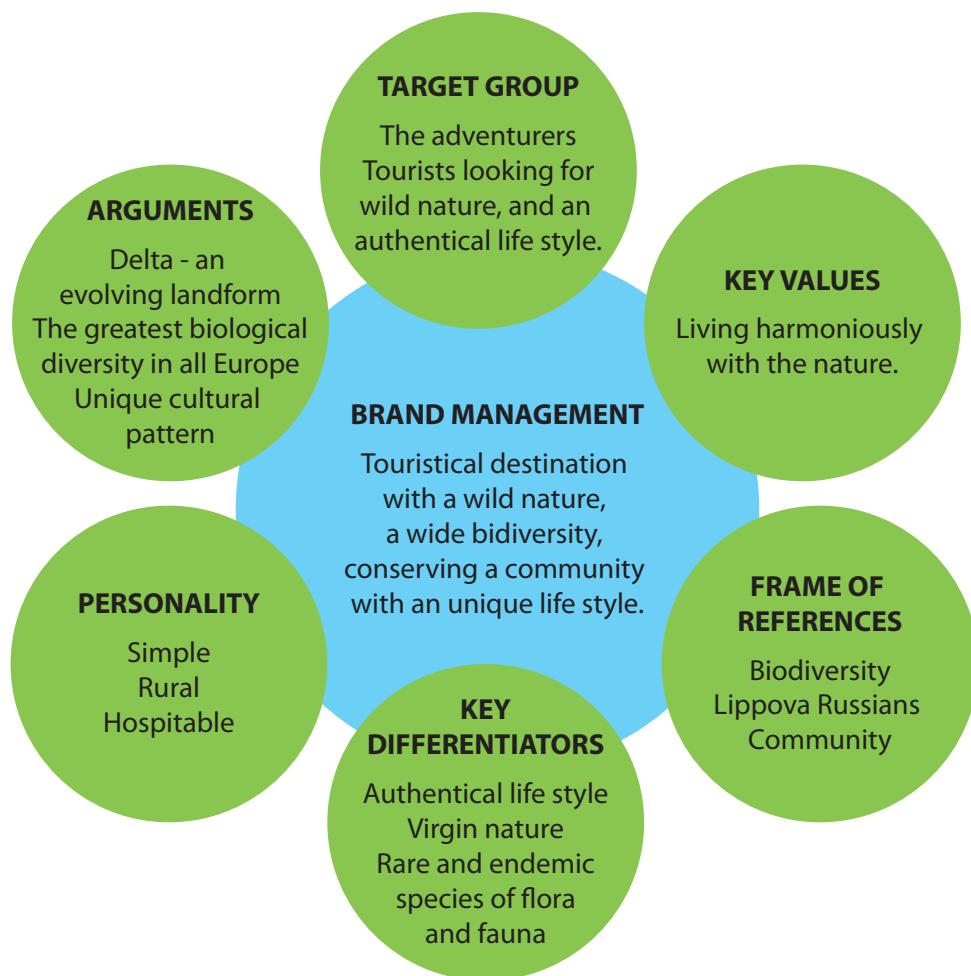 TARGET GROUP
The adventurers
Tourists looking for
wild nature, and an
authentical life style.
ARGUMENTS
Delta - an
evolving landform
The greatest biological
diversity in all Europe
Unique cultural
pattern
KEY VALUES
Living harmoniously
with the nature.
BRAND MANAGEMENT
Touristical destination
with a wild nature,
a wide bidiversity,
conserving a community
with an unique life style.
PERSONALITY
Simple
Rural
Hospitable
FRAME OF
REFERENCES
Biodiversity
Lippova Russians
Community
KEY
DIFFERENTIATORS
Authentical life style
Virgin nature
Rare and endemic
species of flora
and fauna